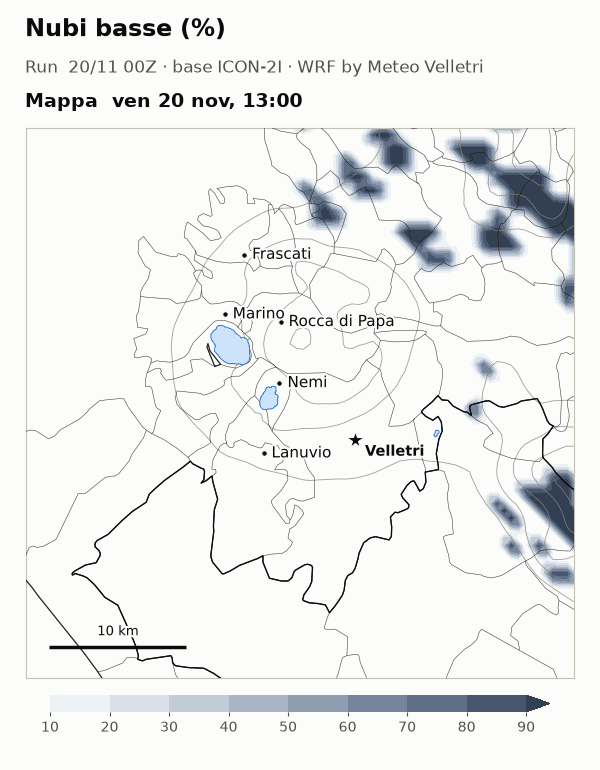 Nubi basse (%)
Run  20/11 00Z · base ICON-2I · WRF by Meteo Velletri
Mappa  ven 20 nov, 13:00
Frascati
Marino
Rocca di Papa
Nemi
Velletri
Lanuvio
10 km
10 20 30 40 50 60 70 80 90